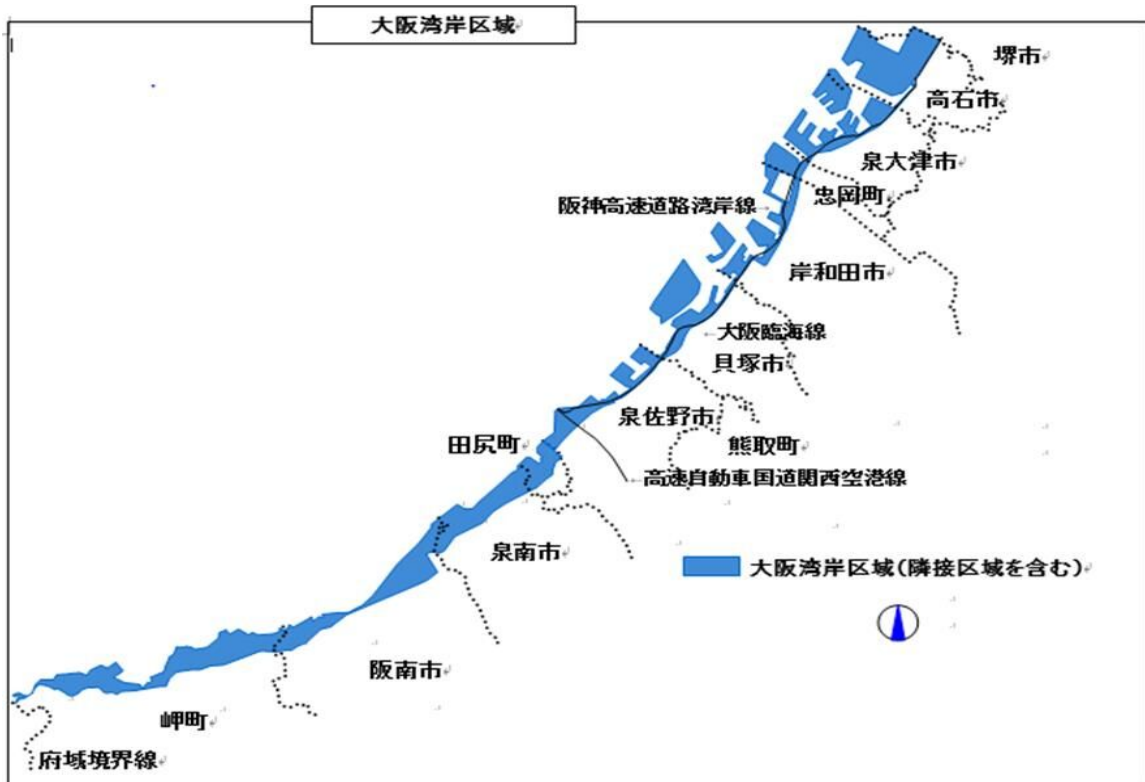 大阪湾岸区域
堺市
高石市
泉大津市
忠岡町
阪神高速道路湾岸線
岸和田市
大阪臨海線
貝塚市
泉佐野市
熊取町
田尻町
高速自動車国道関西空港線
泉南市
大阪湾岸区域(隣接区域を含む)
阪南市
岬町
府域境界線